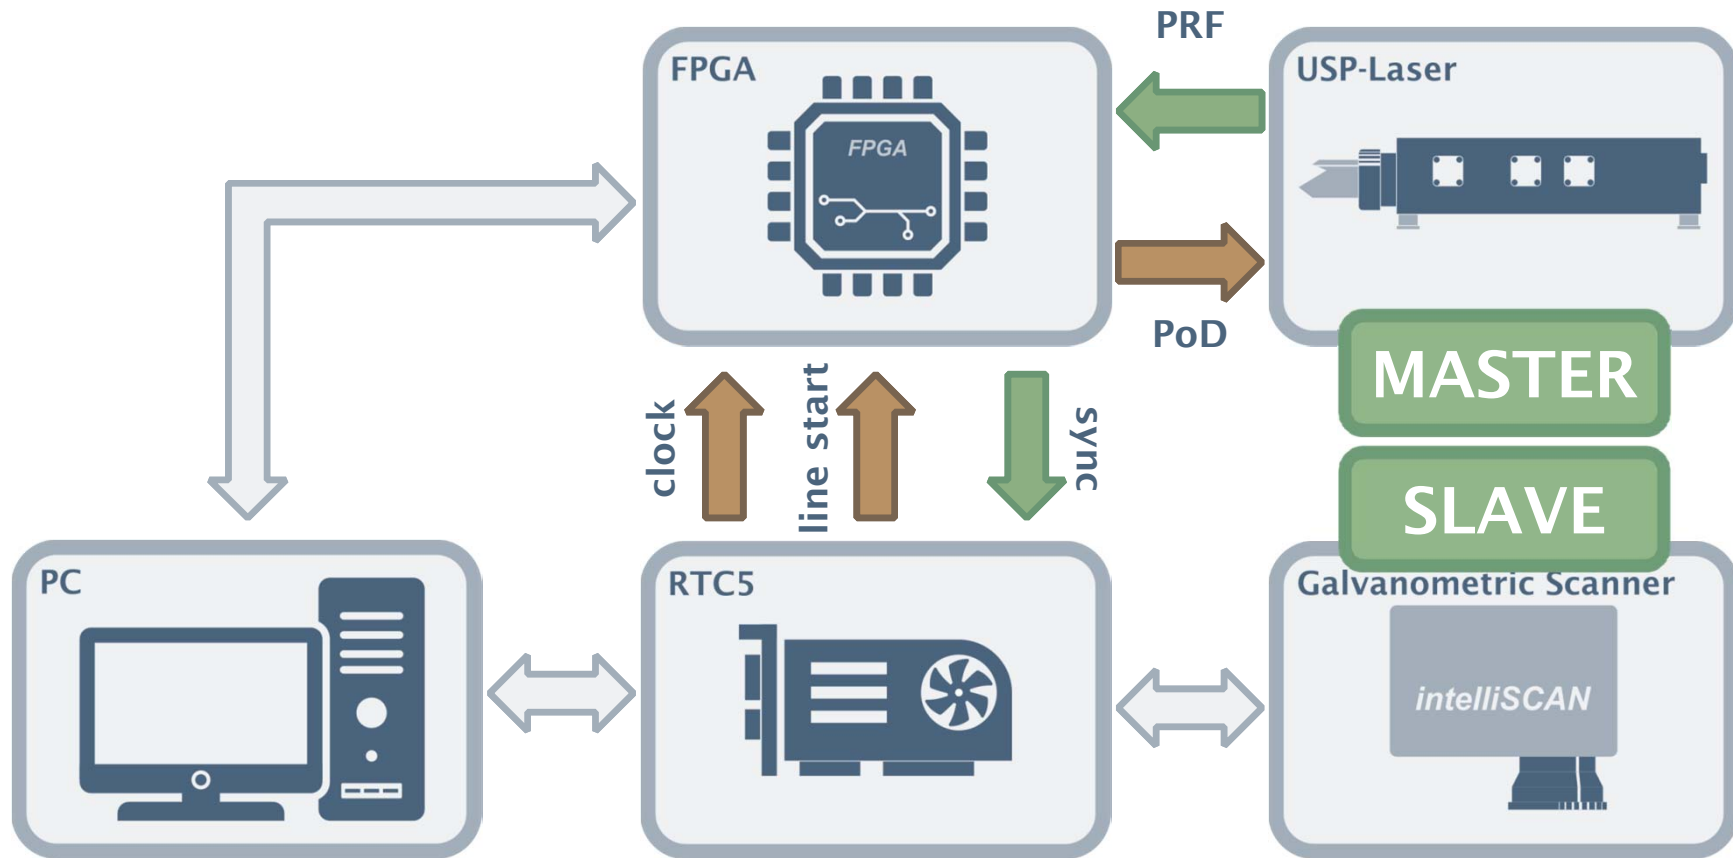 PRF
FPGA
USP-Laser
FPGA
PoD
MASTER
clock
line start
sync
SLAVE
PC
RTC5
Galvanometric Scanner
intelliSCAN